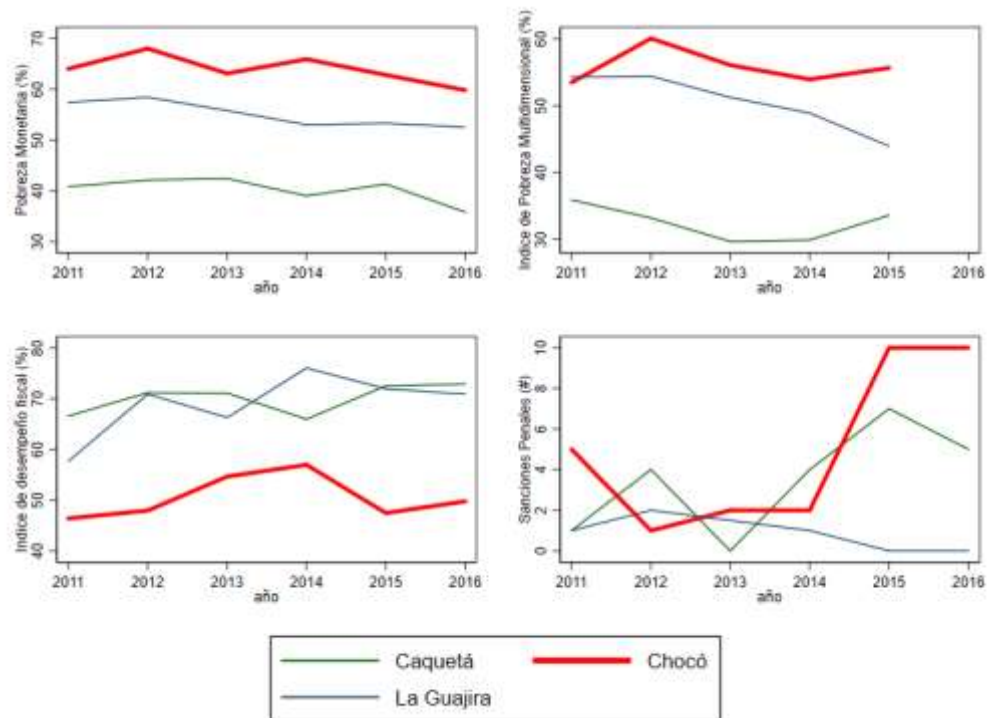 Pobreza Monetaria (%)
70
60
50
40
30
2011 2012 2013 2014 2015 2016
año
Indice de Pobreza Multidimensional (%)
60
50
40
30
2011 2012 2013 2014 2015 2016
año
Indice de desempeño fiscal (%)
80
70
60
50
40
2011 2012 2013 2014 2015 2016
año
Sanciones Penales (#)
10
8
6
4
2
0
2011 2012 2013 2014 2015 2016
año
Caquetá Chocó
La Guajira